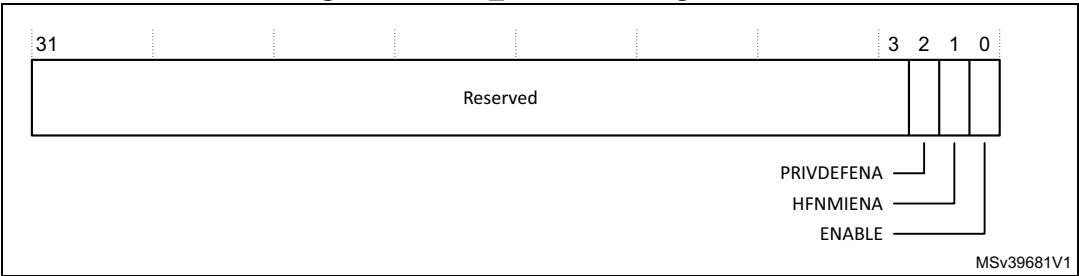 31 3 2 1 0
Reserved
PRIVDEFENA
HFNMIENA
ENABLE
MSv39681V1